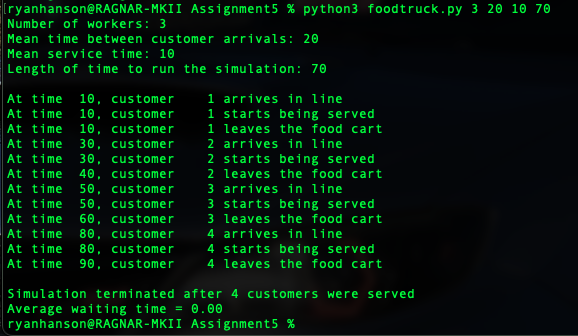 ryanhanson@RAGNAR-MKII Assignment5 % python3 foodtruck.py 3 20 10 70
Number of workers: 3
Mean time between customer arrivals: 20
Mean service time: 10
Length of time to run the simulation: 70

At time  10, customer    1 arrives in line
At time  10, customer    1 starts being served
At time  10, customer    1 leaves the food cart
At time  30, customer    2 arrives in line
At time  30, customer    2 starts being served
At time  40, customer    2 leaves the food cart
At time  50, customer    3 arrives in line
At time  50, customer    3 starts being served
At time  60, customer    3 leaves the food cart
At time  80, customer    4 arrives in line
At time  80, customer    4 starts being served
At time  90, customer    4 leaves the food cart

Simulation terminated after 4 customers were served
Average waiting time = 0.00
ryanhanson@RAGNAR-MKII Assignment5 %